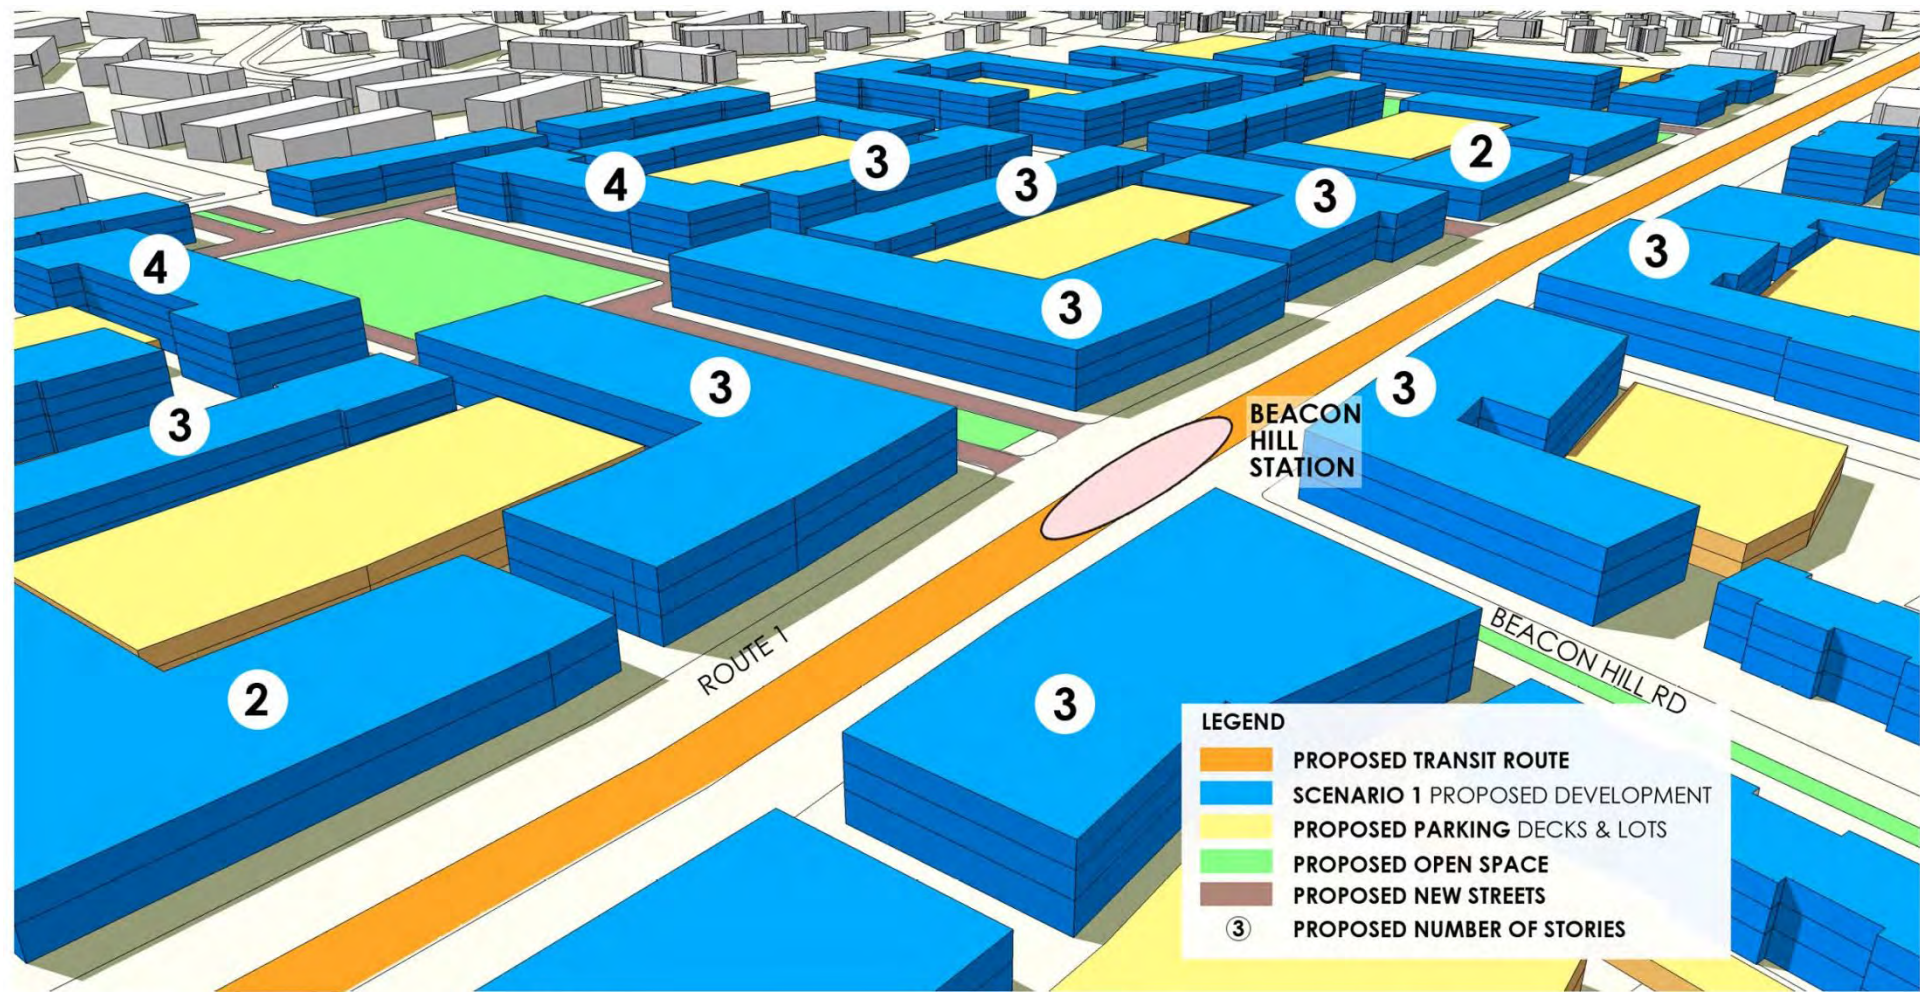 2
4
3
3
3
3
4
3
3
3
3
BEACON
HILL
STATION
3
2
3
ROUTE 1
BEACON HILL RD
LEGEND
PROPOSED TRANSIT ROUTE
SCENARIO 1 PROPOSED DEVELOPMENT
PROPOSED PARKING DECKS & LOTS
PROPOSED OPEN SPACE
PROPOSED NEW STREETS
3 PROPOSED NUMBER OF STORIES